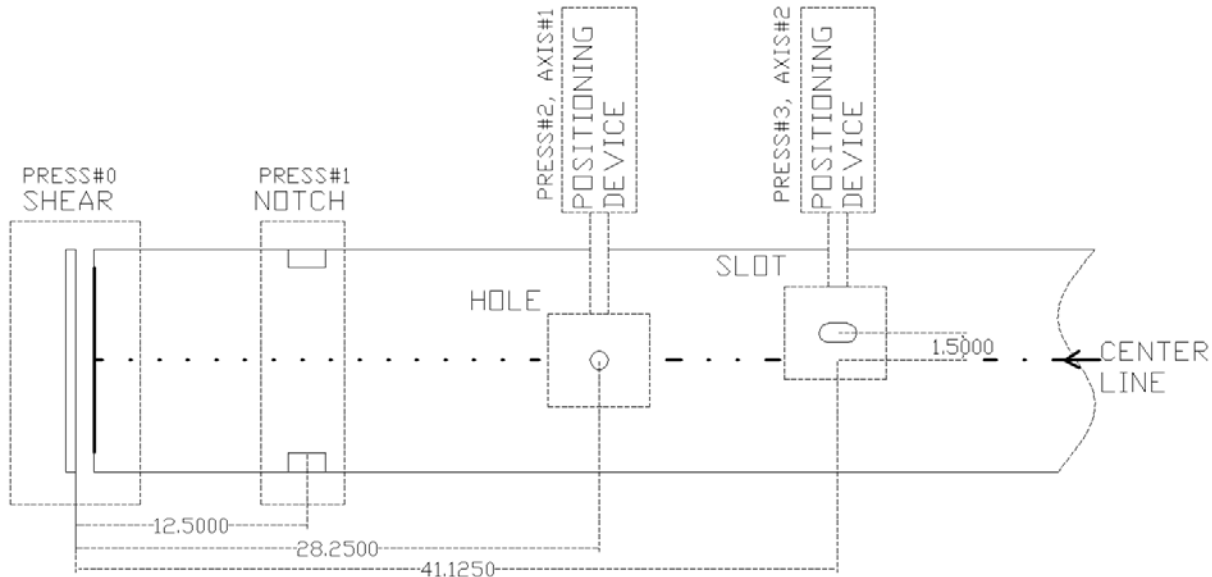 PRESS#2, AXIS#1
POSITIONING
DEVICE
PRESS#3, AXIS#2
POSITIONING
DEVICE
PRESS#0
SHEAR
PRESS#1
NOTCH
HOLE
SLOT
1.5000
CENTER
LINE
12.5000
28.2500
41.1250